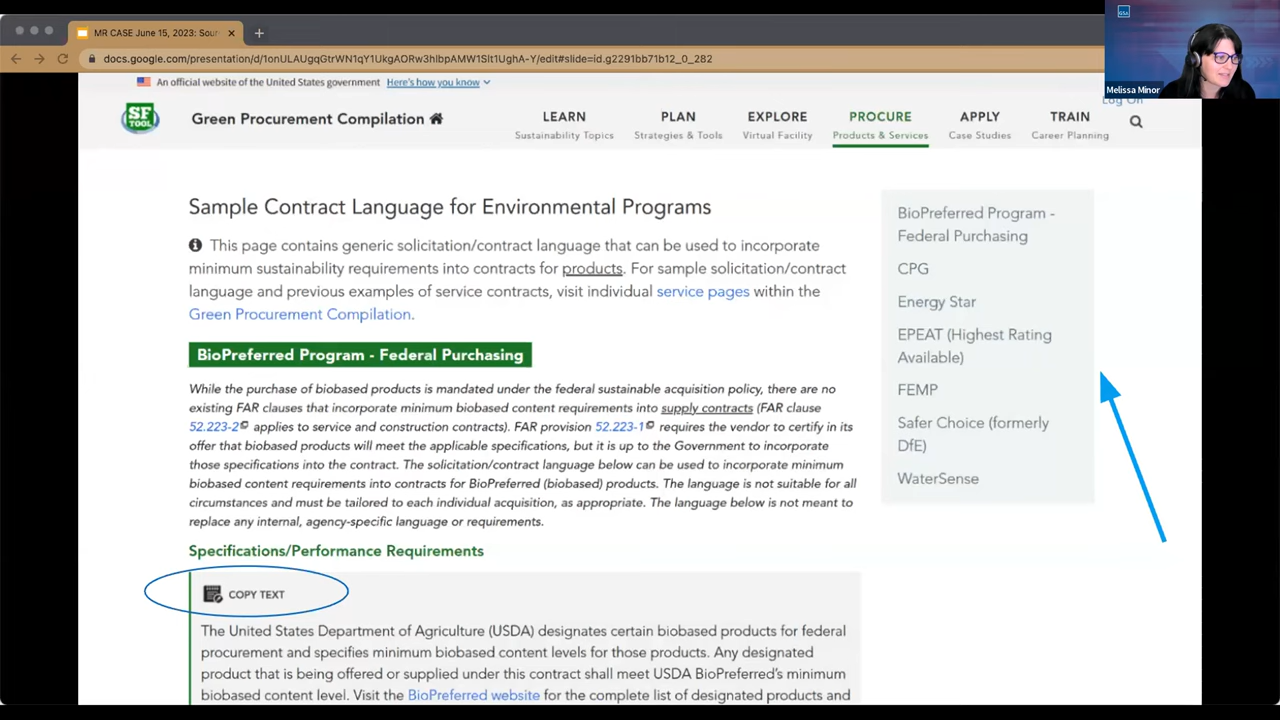 MR CASE June 15, 2023: Sour
docs.google.com/presentation/d/1onULAUgqGtrWN1qY1UkgAORw3hlbpAMW1SIt1UghA-Y/edit#slide=id.g2291bb71b12_0_282
GSA
Melissa Minor
An official website of the United States government Here's how you know
Log On
SF TOOL
Green Procurement Compilation
LEARN
Sustainability Topics
PLAN
Strategies & Tools
EXPLORE
Virtual Facility
PROCURE
Products & Services
APPLY
Case Studies
TRAIN
Career Planning
Sample Contract Language for Environmental Programs
This page contains generic solicitation/contract language that can be used to incorporate
minimum sustainability requirements into contracts for products. For sample solicitation/contract
language and previous examples of service contracts, visit individual service pages within the
Green Procurement Compilation.
BioPreferred Program - Federal Purchasing
While the purchase of biobased products is mandated under the federal sustainable acquisition policy, there are no
existing FAR clauses that incorporate minimum biobased content requirements into supply contracts (FAR clause
52.223-2 applies to service and construction contracts). FAR provision 52.223-1 requires the vendor to certify in its
offer that biobased products will meet the applicable specifications, but it is up to the Government to incorporate
those specifications into the contract. The solicitation/contract language below can be used to incorporate minimum
biobased content requirements into contracts for BioPreferred (biobased) products. The language is not suitable for all
circumstances and must be tailored to each individual acquisition, as appropriate. The language below is not meant to
replace any internal, agency-specific language or requirements.
Specifications/Performance Requirements
COPY TEXT
The United States Department of Agriculture (USDA) designates certain biobased products for federal
procurement and specifies minimum biobased content levels for those products. Any designated
product that is being offered or supplied under this contract shall meet USDA BioPreferred's minimum
biobased content level. Visit the BioPreferred website for the complete list of designated products and
BioPreferred Program -
Federal Purchasing
CPG
Energy Star
EPEAT (Highest Rating
Available)
FEMP
Safer Choice (formerly
DfE)
WaterSense